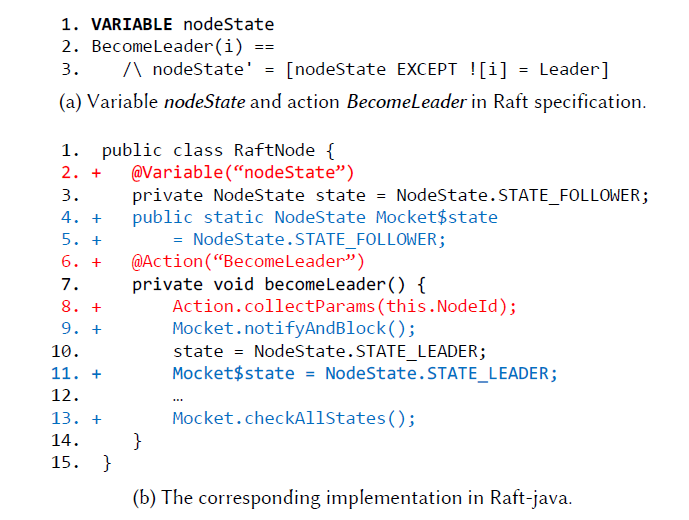 1. VARIABLE nodeState
2. BecomeLeader(i) ==
3. /\ nodeState' = [nodeState EXCEPT ![i] = Leader]
(a) Variable nodeState and action BecomeLeader in Raft specification.
1. public class RaftNode {
2. + @Variable(“nodeState”)
3. private NodeState state = NodeState.STATE_FOLLOWER;
4. + public static NodeState Mocket$state
5. + = NodeState.STATE_FOLLOWER;
6. + @Action(“BecomeLeader”)
7. private void becomeLeader() {
8. + Action.collectParams(this.NodeId);
9. + Mocket.notifyAndBlock();
10. state = NodeState.STATE_LEADER;
11. + Mocket$state = NodeState.STATE_LEADER;
12. …
13. + Mocket.checkAllStates();
14. }
15. }
(b) The corresponding implementation in Raft-java.